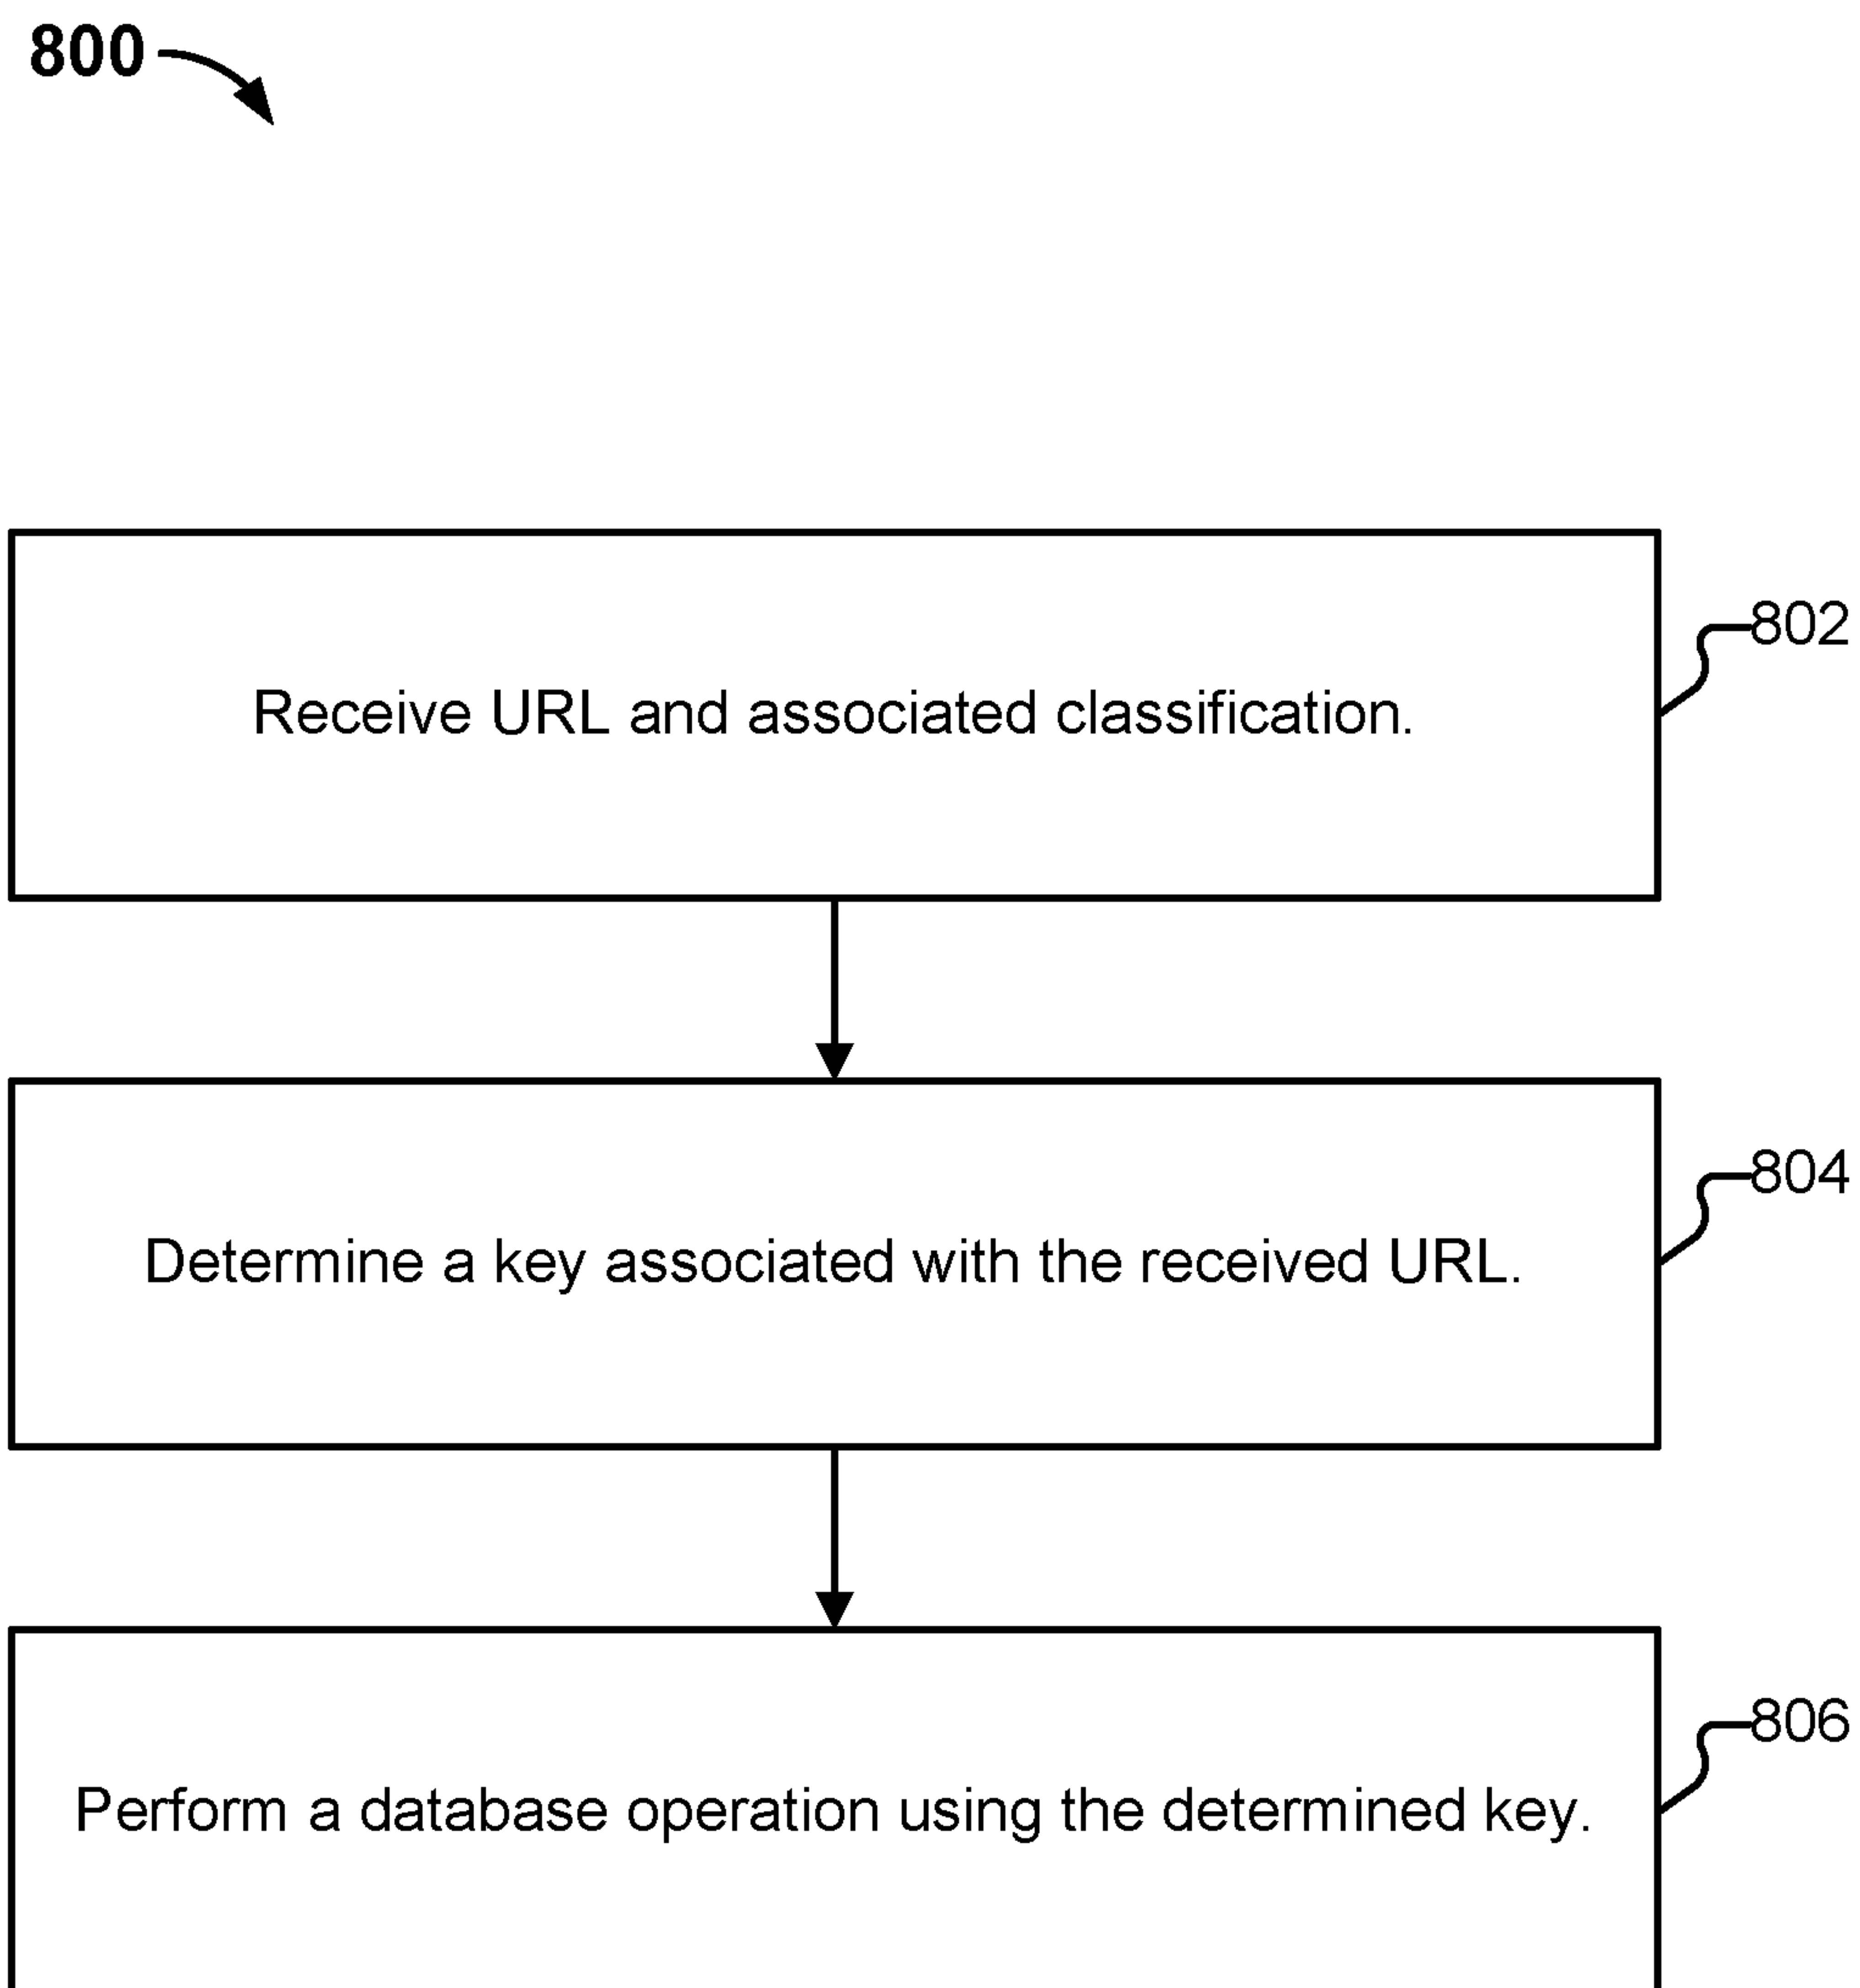 800
Receive URL and associated classification.
802
Determine a key associated with the received URL.
804
Perform a database operation using the determined key.
806